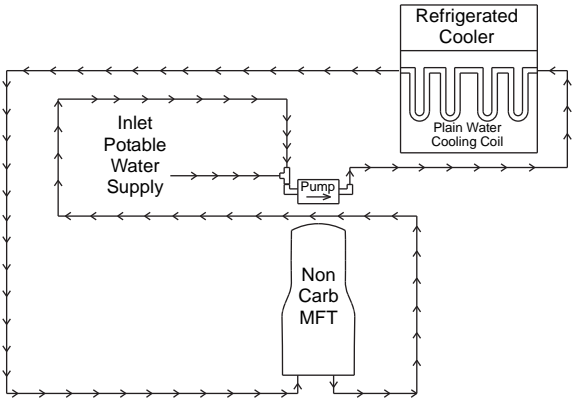 Refrigerated
Cooler
Plain Water
Cooling Coil
Inlet
Potable
Water
Supply
Pump
Non
Carb
MFT